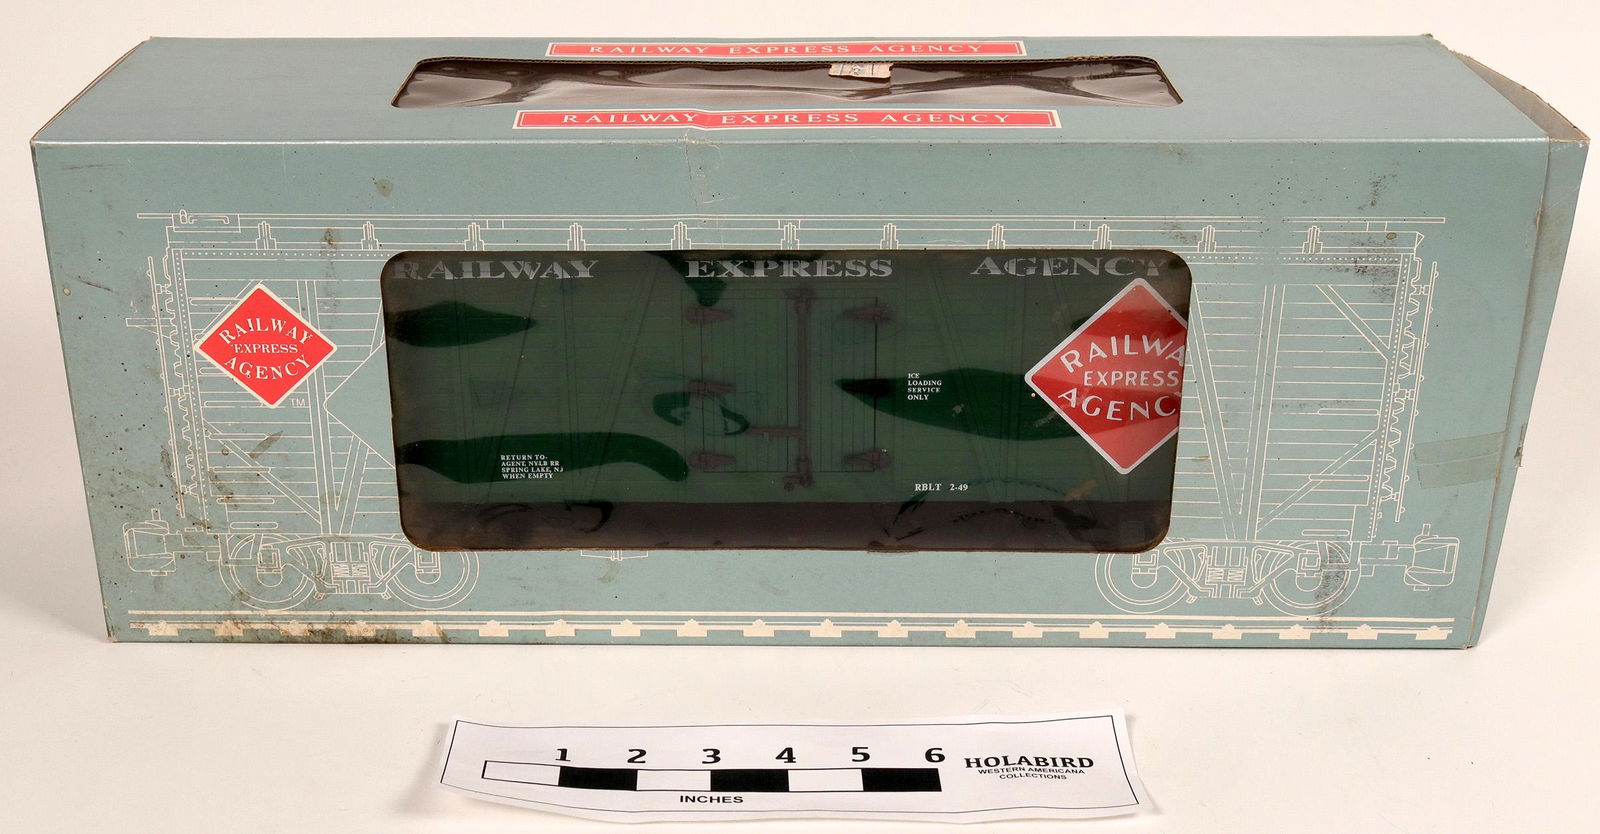 RAILWAY EXPRESS AGENCY
RAILWAY EXPRESS AGENCY
RAILWAY EXPRESS AGENCY
RAILWAY
EXPRESS
AGENCY
TM
RAILWA
EXPRESS
AGENC
ICE
LOADING
SERVICE
ONLY
RETURN TO-
AGENT, NYLB RR
SPRING LAKE, NJ
WHEN EMPTY
RBLT 2-49
1 2 3 4 5 6
INCHES
HOLABIRD
WESTERN AMERICANA
COLLECTIONS